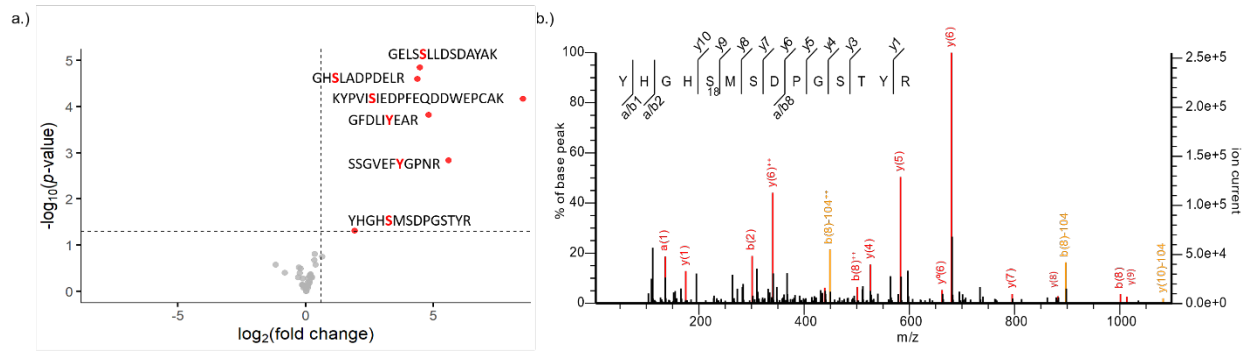 a.)
GELSSLLDSDAYAK
GHSLADPDELR
KYPVISIEDPFEQDDWEPCAK
GFDLIYEAR
SSGVEFYGPNR
YHGHSMSDPGSTYR
5
4
3
2
1
0
-log10(p-value)
-5
0
5
log2(fold change)
b.)
y10 y9 y8 y7 y6 y5 y4 y3 y1
Y H G H S M S D P G S T Y R
18
a/b1 a/b2 a/b8
100
80
60
40
20
0
% of base peak
a(1)
y(1)
b(2)
y(6)++
b(8)-104++
b(8)++
y(4)
y(5)
yº(6)
y(6)
y(7)
y(8)
b(8)-104
b(8)
y(9)
y(10)-104
2.5e+5
2.0e+5
1.5e+5
1.0e+5
5.0e+4
0.0e+0
ion current
200
400
600
800
1000
m/z